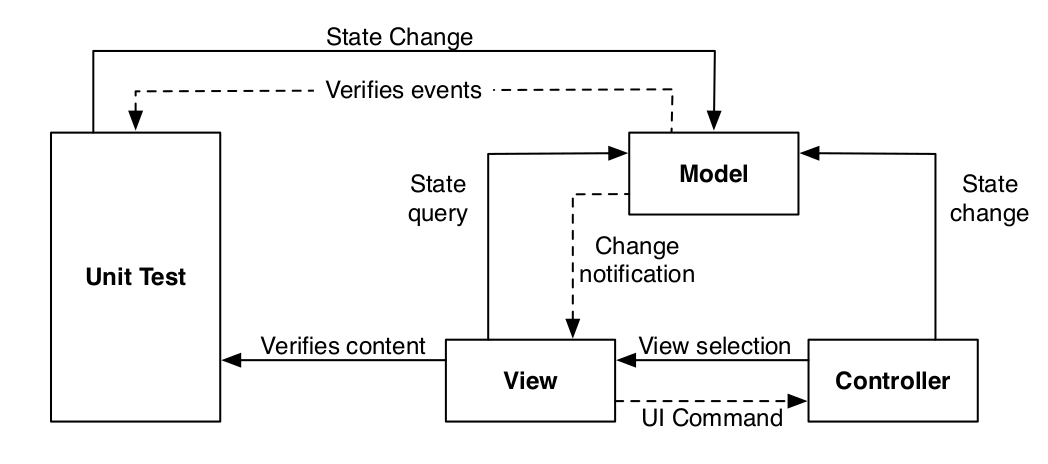 State Change
Verifies events
Model
State
query
State
change
Change
notification
Unit Test
Verifies content
View selection
View
Controller
UI Command